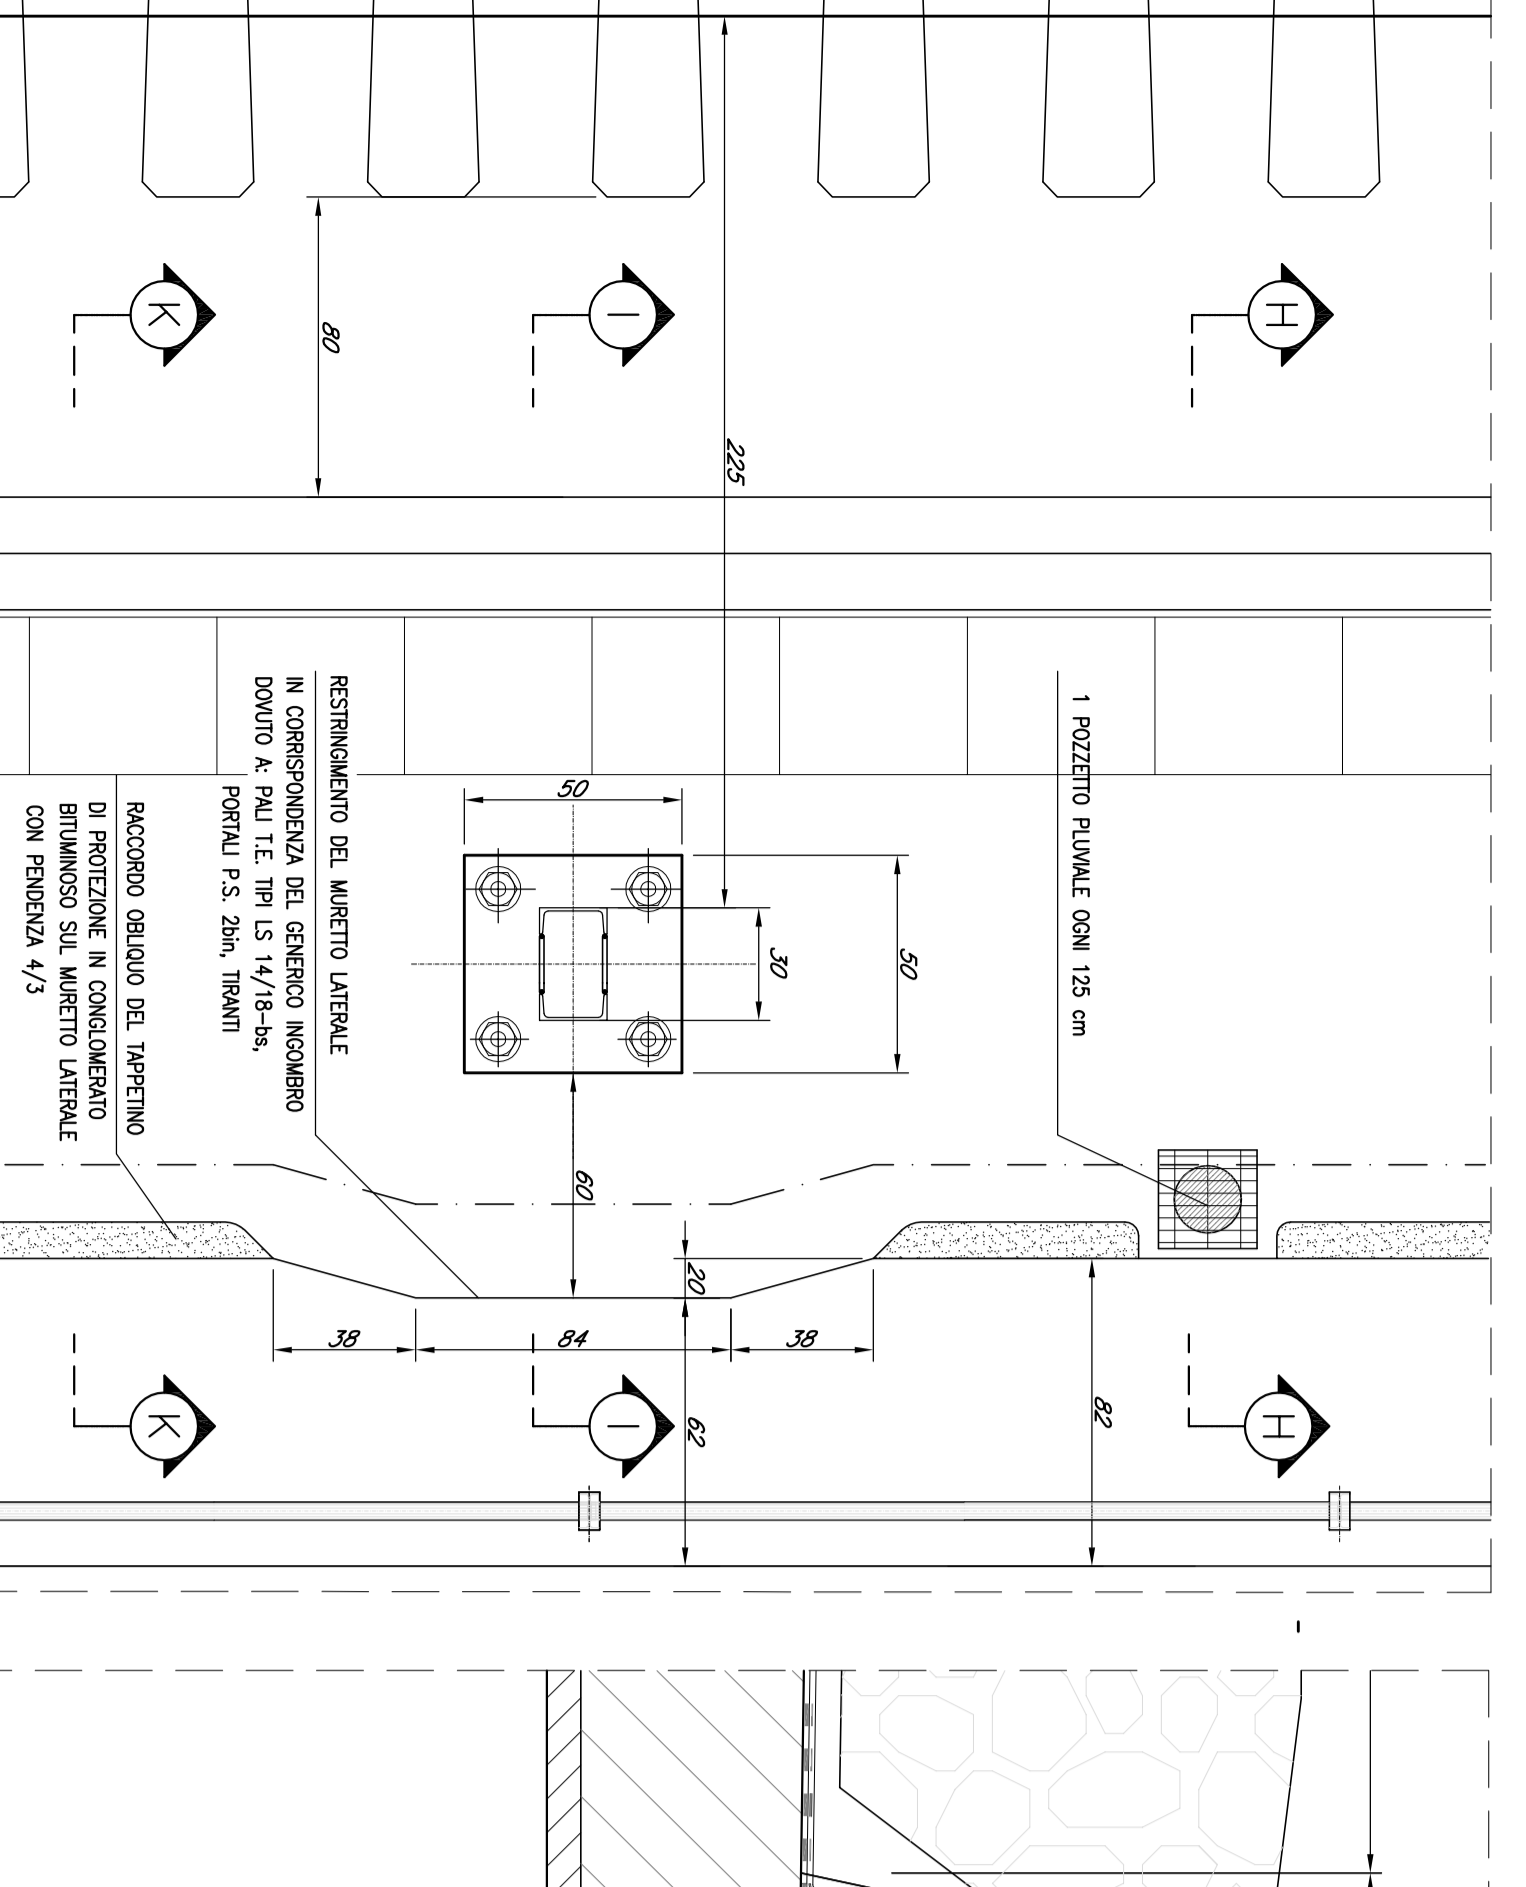 K
I
H
80
225
1 POZZETTO PLUVIALE OGNI 125 cm
RESTRINGIMENTO DEL MURETTO LATERALE
IN CORRISPONDENZA DEL GENERICO INGOMBRO
DOVUTO A: PALI T.E. TIPI LS 14/18-bs,
PORTALI P.S. 2bin, TIRANTI
RACCORDO OBLIQUO DEL TAPPETINO
DI PROTEZIONE IN CONGLOMERATO
BITUMINOSO SUL MURETTO LATERALE
CON PENDENZA 4/3
50
30
50
60
20
38
84
38
62
82
K
I
H